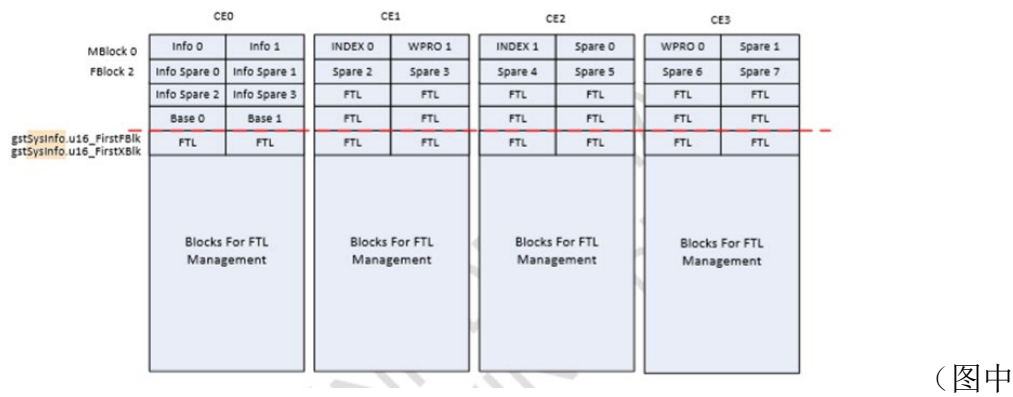 CE0 CE1 CE2 CE3
MBlock 0 Info 0 Info 1 INDEX 0 WPRO 1 INDEX 1 Spare 0 WPRO 0 Spare 1
FBlock 2 Info Spare 0 Info Spare 1 Spare 2 Spare 3 Spare 4 Spare 5 Spare 6 Spare 7
Info Spare 2 Info Spare 3 FTL FTL FTL FTL FTL FTL
Base 0 Base 1 FTL FTL FTL FTL FTL FTL
gstSysInfo.u16_FirstFBlk
gstSysInfo.u16_FirstXBlk
FTL FTL FTL FTL FTL FTL FTL FTL
Blocks For FTL Blocks For FTL Blocks For FTL Blocks For FTL
Management Management Management Management
（图中